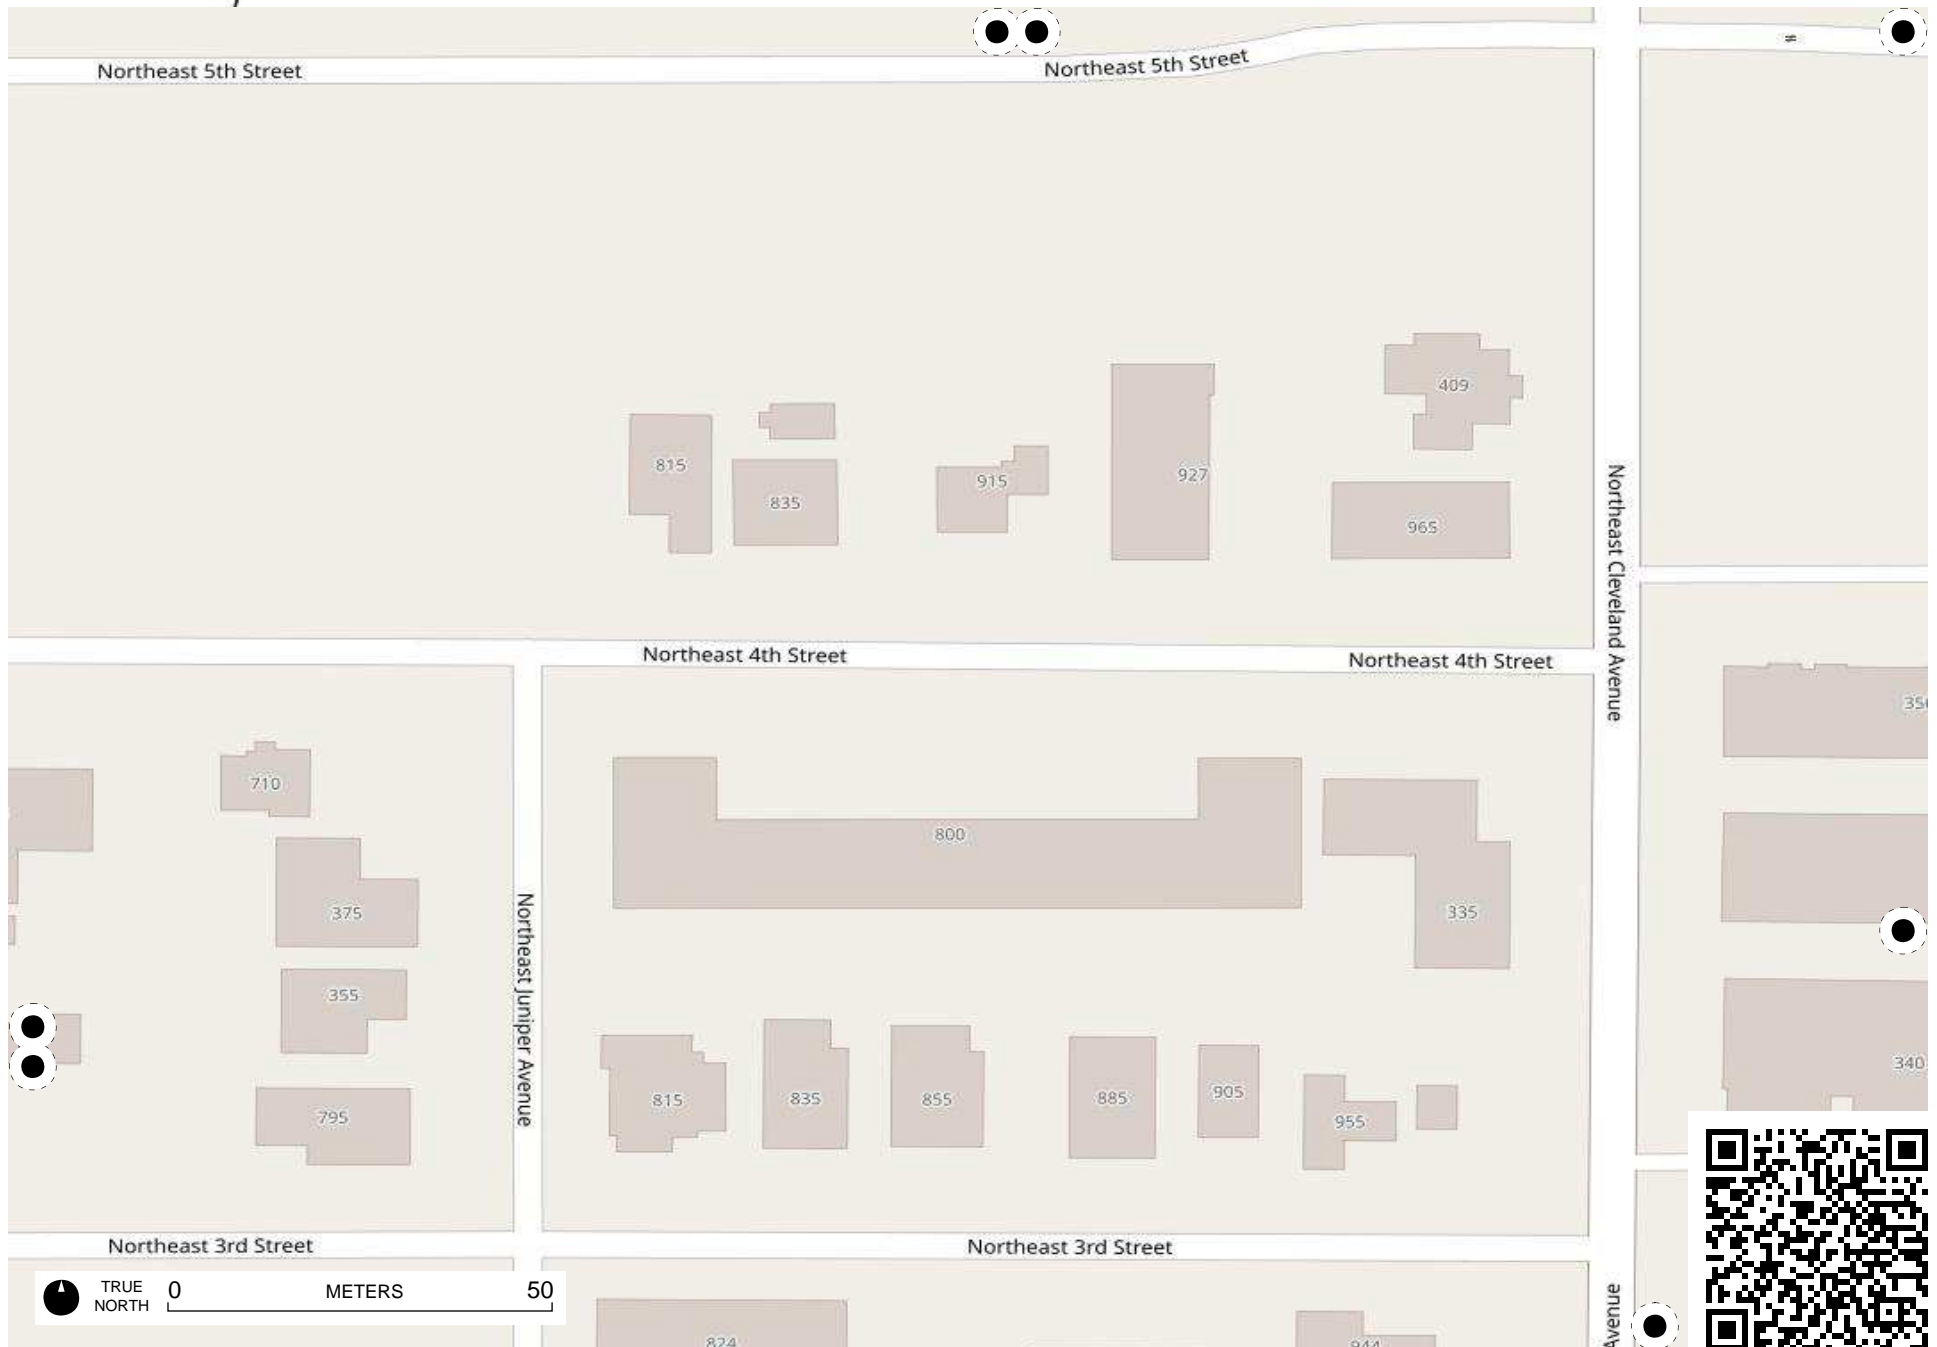 Northeast 5th Street
Northeast 5th Street
409
815
835
915
927
965
Northeast Cleveland Avenue
Northeast 4th Street
Northeast 4th Street
710
800
375
335
355
Northeast Juniper Avenue
340
795
815
835
855
885
905
955
Northeast 3rd Street
Northeast 3rd Street
TRUE
NORTH
0
METERS
50
824
944